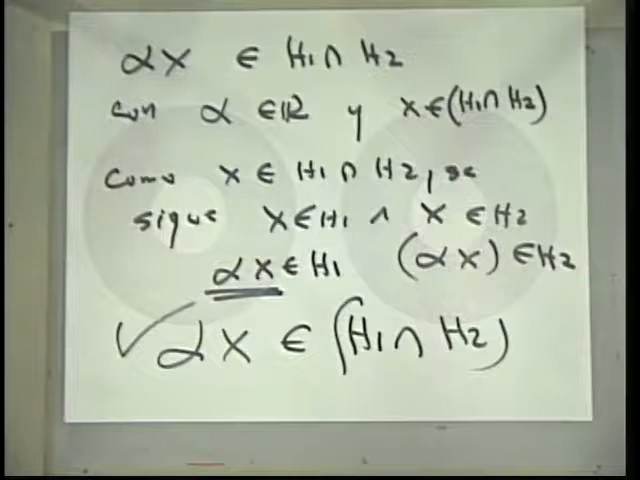 αx ∈ H1 ∩ H2
con α ∈ IR y x ∈ (H1 ∩ H2)
Como x ∈ H1 ∩ H2, se
sigue x ∈ H1 ∧ x ∈ H2
αx ∈ H1 (αx) ∈ H2
✓ αx ∈ (H1 ∩ H2)